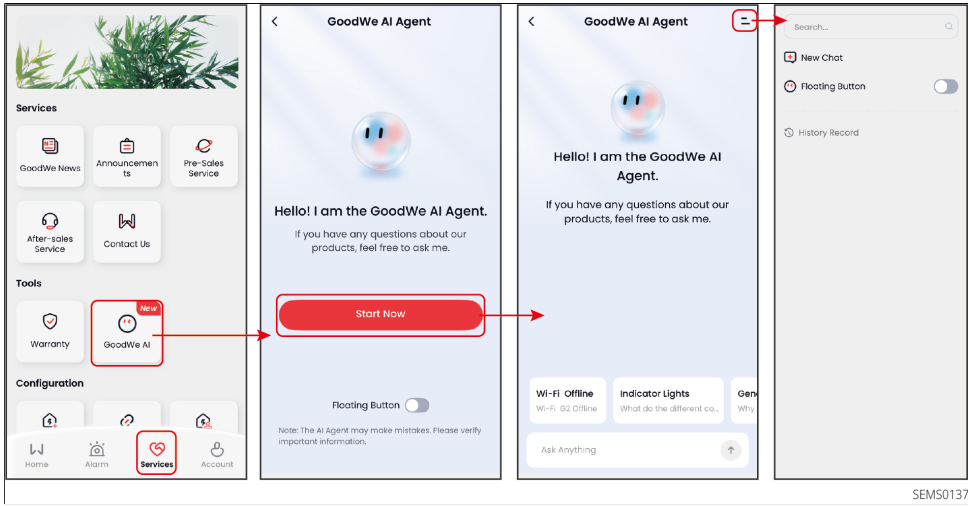 Services
GoodWe News
Announcemen
ts
Pre-Sales
Service
After-sales
Service
Contact Us
Tools
Warranty
New
GoodWe AI
Configuration
Home
Alarm
Services
Account
GoodWe AI Agent
Hello! I am the GoodWe AI Agent.
If you have any questions about our
products, feel free to ask me.
Start Now
Floating Button
Note: The AI Agent may make mistakes. Please verify
important information.
GoodWe AI Agent
Hello! I am the GoodWe AI
Agent.
If you have any questions about our
products, feel free to ask me.
Wi-Fi Offline
Wi-Fi G2 Offline
Indicator Lights
What do the different co...
Gen
Why
Ask Anything
Search...
New Chat
Floating Button
History Record
SEMS0137